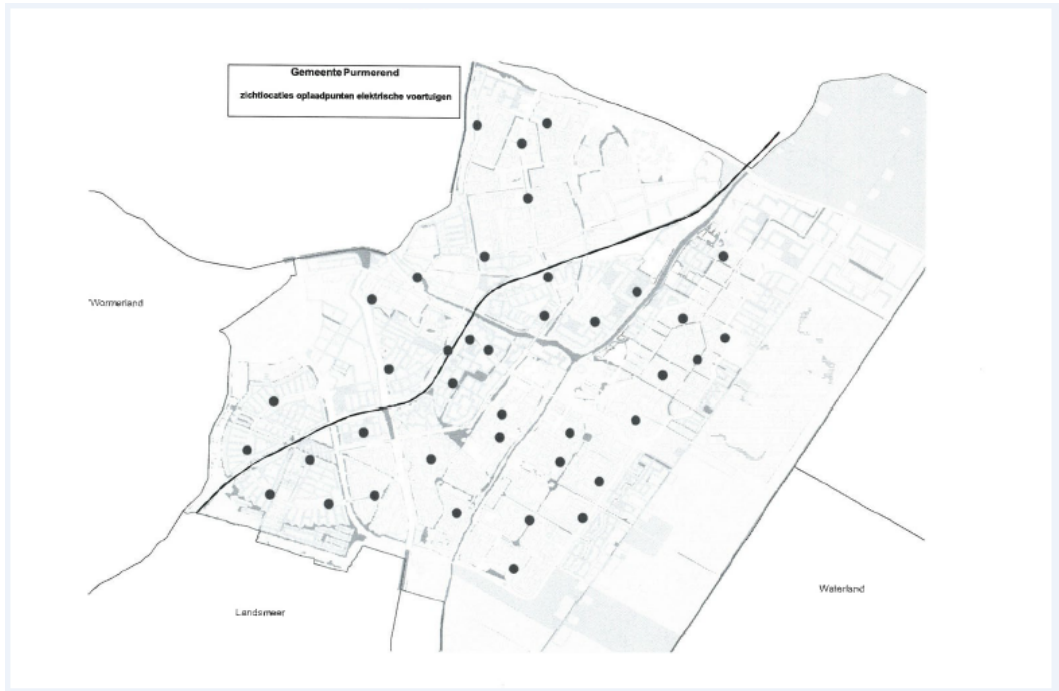 Gemeente Purmerend
zichtlocaties oplaadpunten elektrische voertuigen
Wormerland
Landsmeer
Waterland